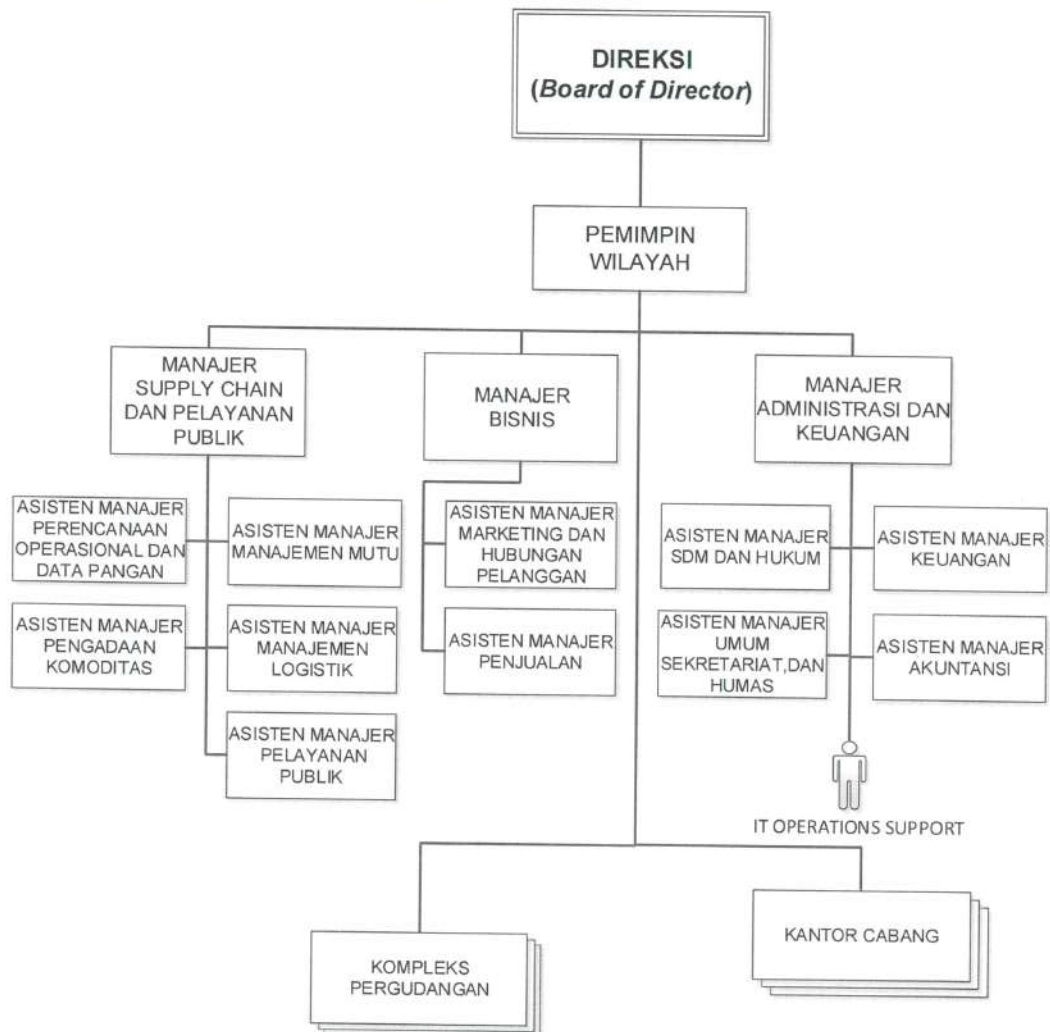 DIREKSI
(Board of Director)
PEMIMPIN
WILAYAH
MANAJER
SUPPLY CHAIN
DAN PELAYANAN
PUBLIK
MANAJER
BISNIS
MANAJER
ADMINISTRASI DAN
KEUANGAN
ASISTEN MANAJER
PERENCANAAN
OPERASIONAL DAN
DATA PANGAN
ASISTEN MANAJER
MANAJEMEN MUTU
ASISTEN MANAJER
MARKETING DAN
HUBUNGAN
PELANGGAN
ASISTEN MANAJER
SDM DAN HUKUM
ASISTEN MANAJER
KEUANGAN
ASISTEN MANAJER
PENGADAAN
KOMODITAS
ASISTEN MANAJER
MANAJEMEN
LOGISTIK
ASISTEN MANAJER
PENJUALAN
ASISTEN MANAJER
UMUM
SEKRETARIAT,DAN
HUMAS
ASISTEN MANAJER
AKUNTANSI
ASISTEN MANAJER
PELAYANAN
PUBLIK
IT OPERATIONS SUPPORT
KOMPLEKS
PERGUDANGAN
KANTOR CABANG